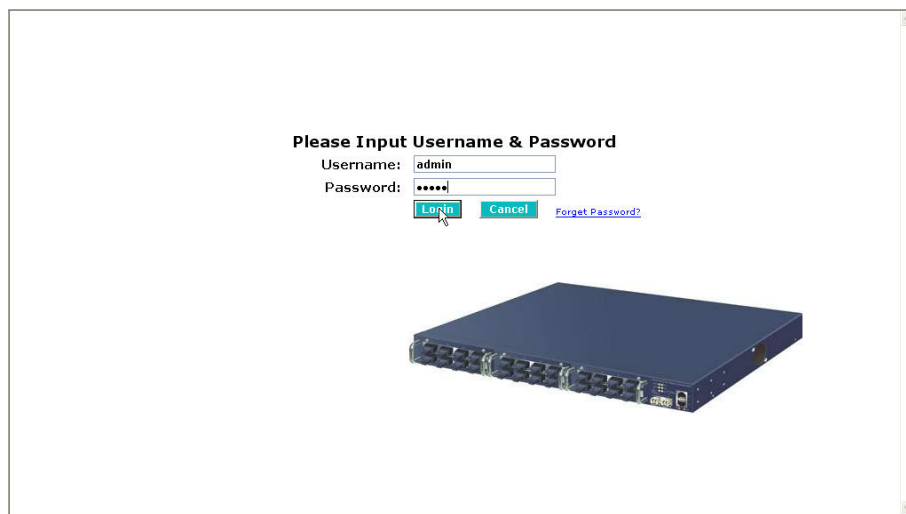 Please Input Username & Password
Username: admin
Password: •••••
Login Cancel Forget Password?